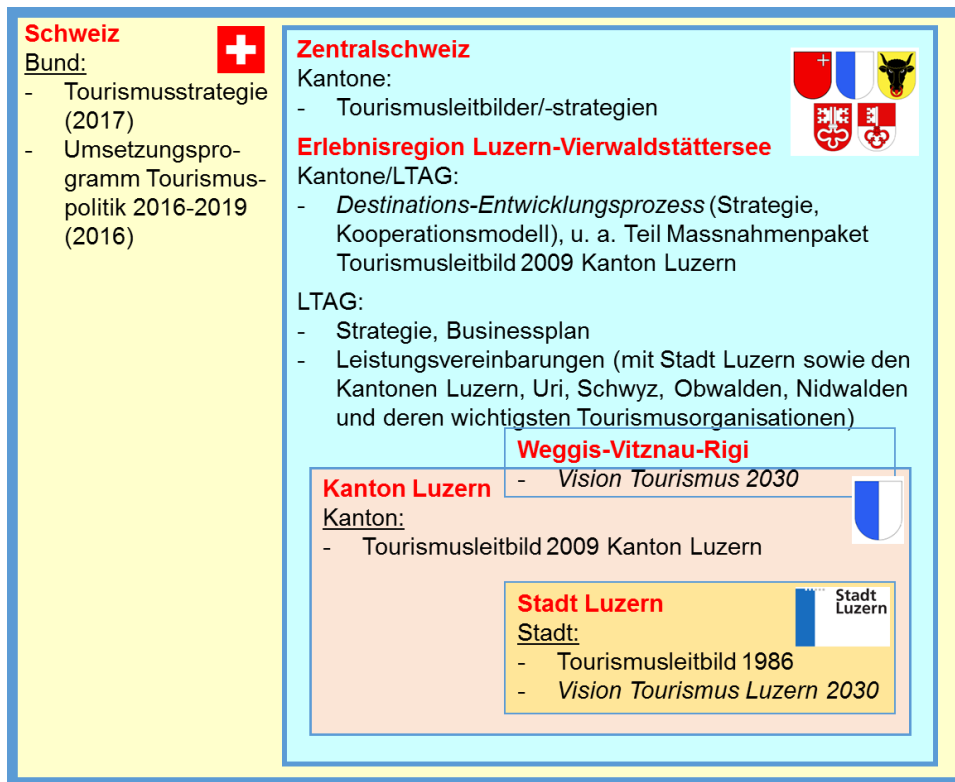 Schweiz
Bund:
- Tourismusstrategie
(2017)
- Umsetzungspro-
gramm Tourismus-
politik 2016-2019
(2016)
Zentralschweiz
Kantone:
- Tourismusleitbilder/-strategien
Erlebnisregion Luzern-Vierwaldstättersee
Kantone/LTAG:
- Destinations-Entwicklungsprozess (Strategie,
Kooperationsmodell), u. a. Teil Massnahmenpaket
Tourismusleitbild 2009 Kanton Luzern
LTAG:
- Strategie, Businessplan
- Leistungsvereinbarungen (mit Stadt Luzern sowie den
Kantonen Luzern, Uri, Schwyz, Obwalden, Nidwalden
und deren wichtigsten Tourismusorganisationen)
Weggis-Vitznau-Rigi
- Vision Tourismus 2030
Kanton Luzern
Kanton:
- Tourismusleitbild 2009 Kanton Luzern
Stadt Luzern
Stadt:
- Tourismusleitbild 1986
- Vision Tourismus Luzern 2030
Stadt
Luzern